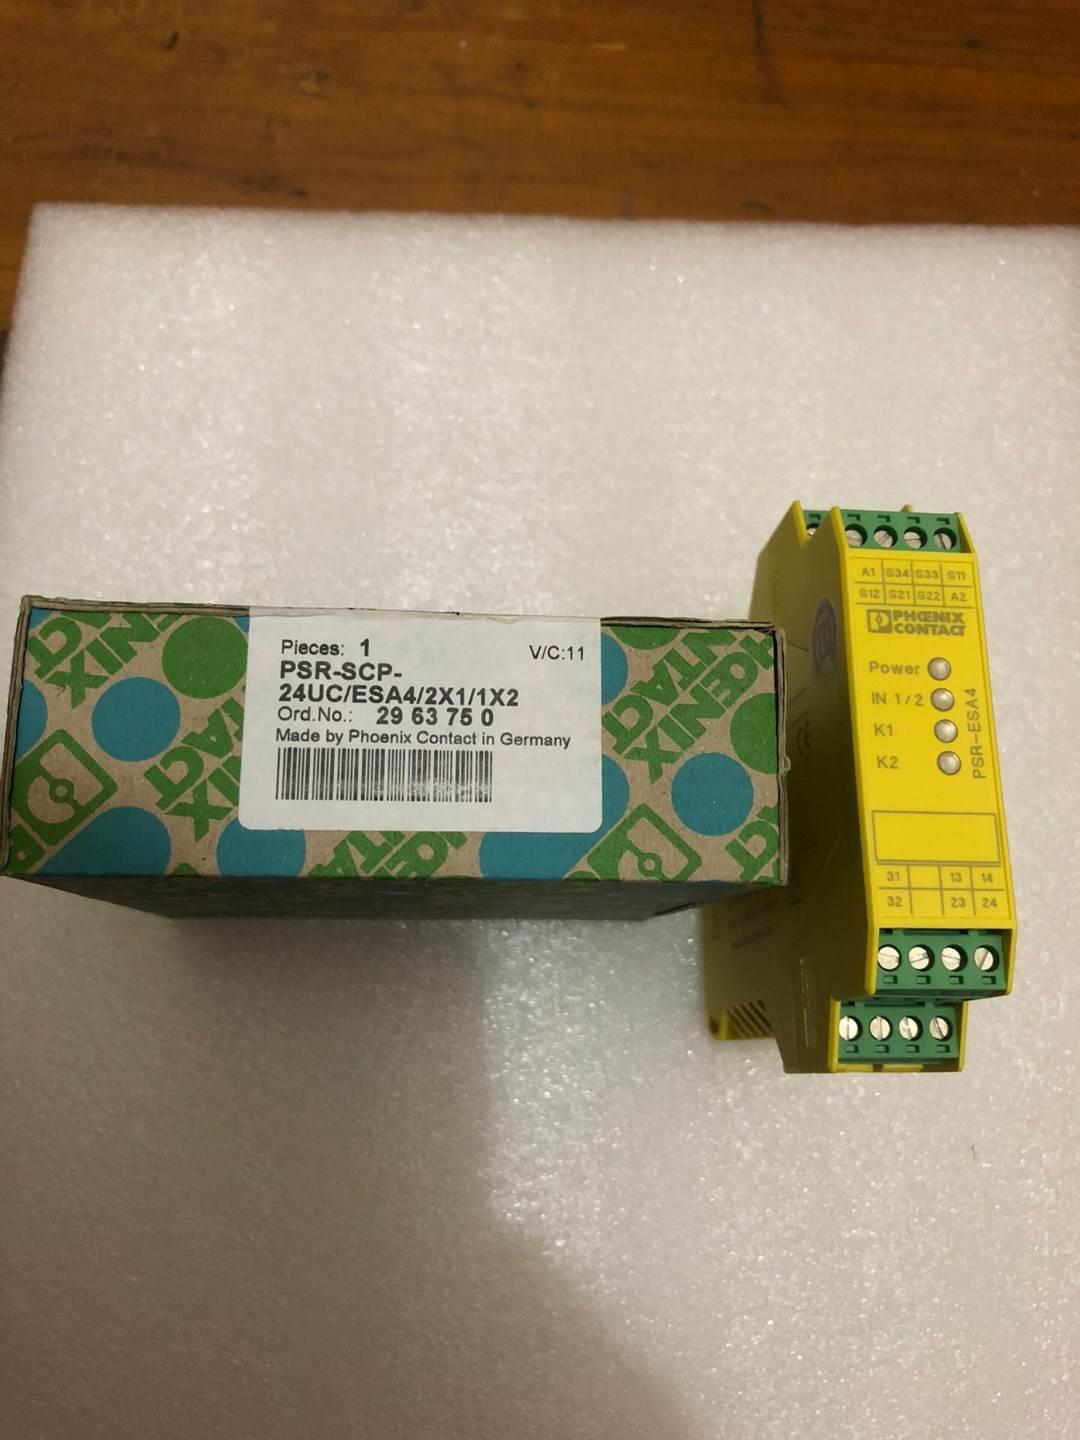 Pieces: 1
V/C:11
PSR-SCP-
24UC/ESA4/2X1/1X2
Ord.No.: 29 63 75 0
Made by Phoenix Contact in Germany
A1 S34 S33 S11
S12 S21 S22 A2
PHŒNIX
CONTACT
Power
IN 1/2
K1
K2
PSR-ESA4
31 13 14
32 23 24